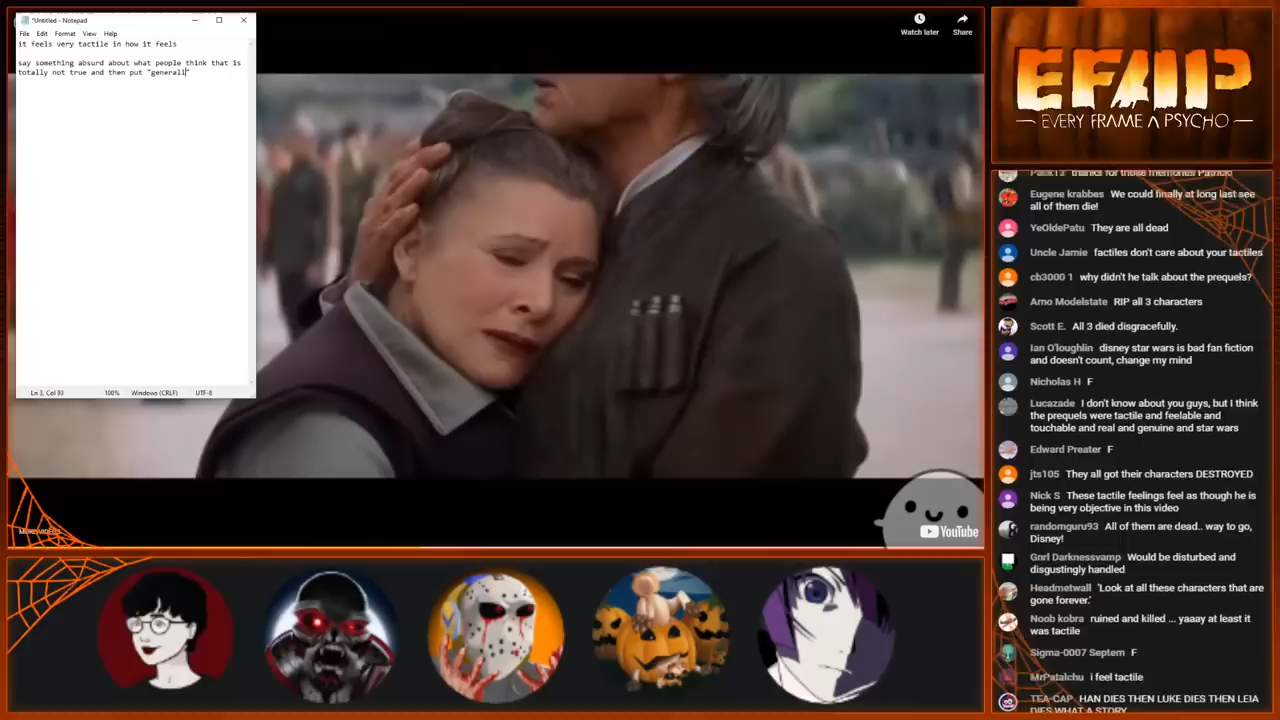 *Untitled - Notepad
File Edit Format View Help
it feels very tactile in how it feels
say something absurd about what people think that is
totally not true and then put "generali"
Ln 3, Col 93 100% Windows (CRLF) UTF-8
Watch later
Share
MORE VIDEOS
YouTube
EFAP
EVERY FRAME A PSYCHO
thanks for those memories Patrick!
Eugene krabbes We could finally at long last see
all of them die!
YeOldePatu They are all dead
Uncle Jamie factiles don't care about your tactiles
cb3000 1 why didn't he talk about the prequels?
Arno Modelstate RIP all 3 characters
Scott E. All 3 died disgracefully.
Ian O'loughlin disney star wars is bad fan fiction
and doesn't count, change my mind
Nicholas H F
Lucazade I don't know about you guys, but I think
the prequels were tactile and feelable and
touchable and real and genuine and star wars
Edward Preater F
jts105 They all got their characters DESTROYED
Nick S These tactile feelings feel as though he is
being very objective in this video
randomguru93 All of them are dead.. way to go,
Disney!
Gnrl Darknessvamp Would be disturbed and
disgustingly handled
Headmetwall 'Look at all these characters that are
gone forever.'
Noob kobra ruined and killed ... yaaay at least it
was tactile
Sigma-0007 Septem F
MrPatalchu i feel tactile
TEA-CAP HAN DIES THEN LUKE DIES THEN LEIA
DIES WHAT A STORY